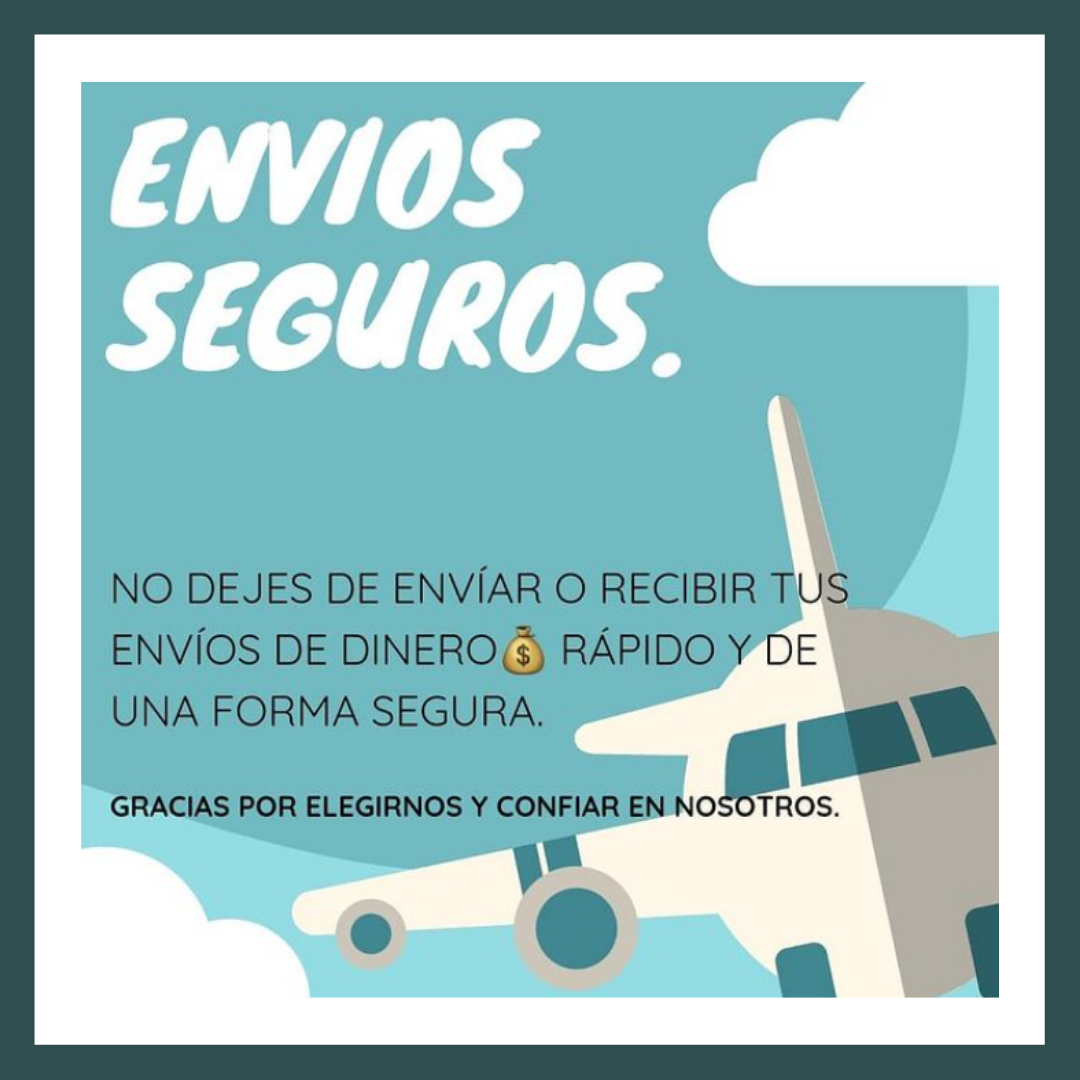 ENVIOS
SEGUROS.
NO DEJES DE ENVÍAR O RECIBIR TUS
ENVÍOS DE DINERO💰 RÁPIDO Y DE
UNA FORMA SEGURA.
GRACIAS POR ELEGIRNOS Y CONFIAR EN NOSOTROS.